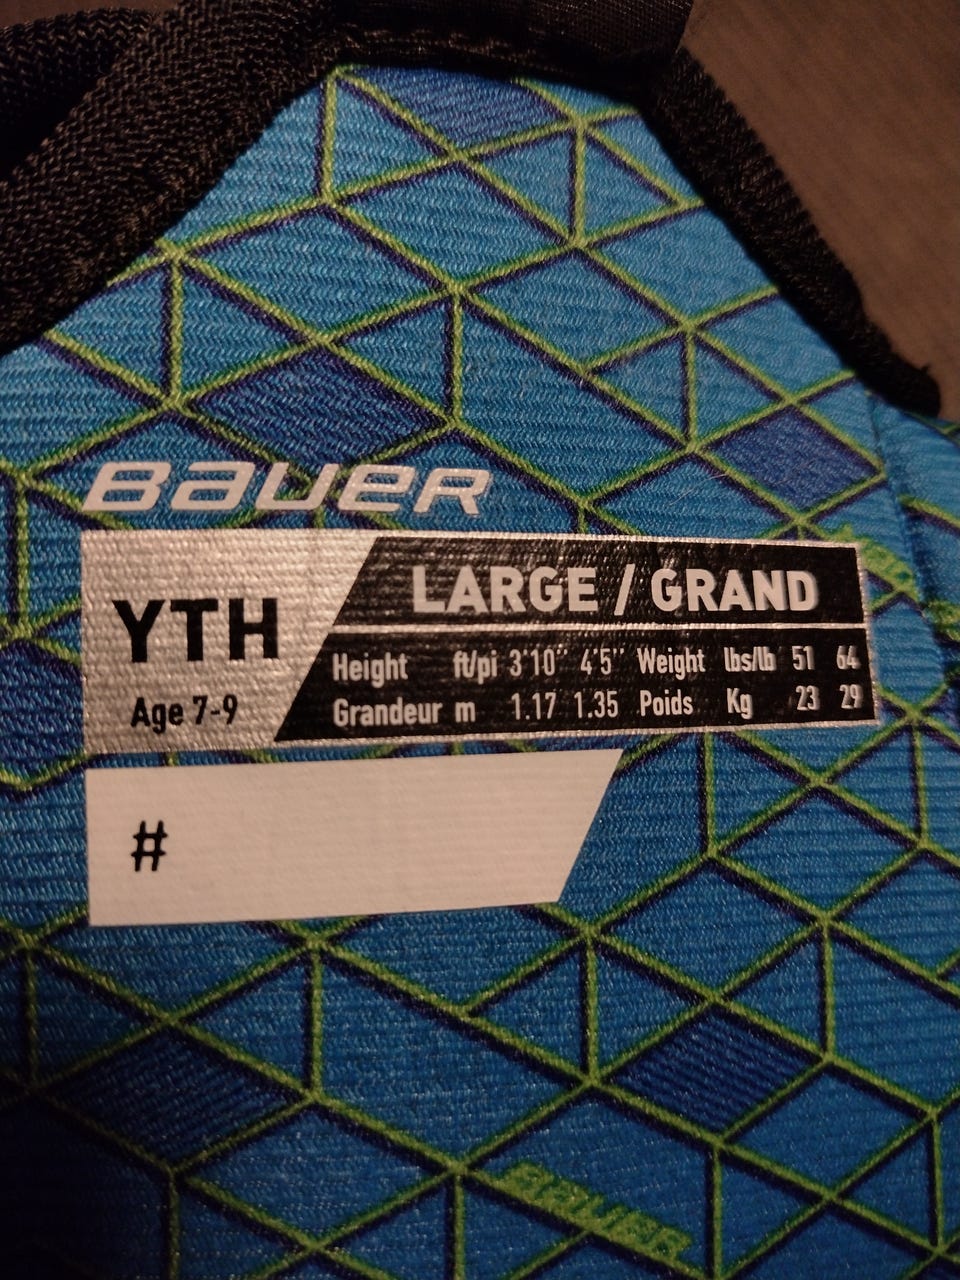 BAUER
YTH
Age 7-9
LARGE / GRAND
Height ft/pi 3'10" 4'5" Weight lbs/lb 51 64
Grandeur m 1.17 1.35 Poids Kg 23 29
#
BAUER